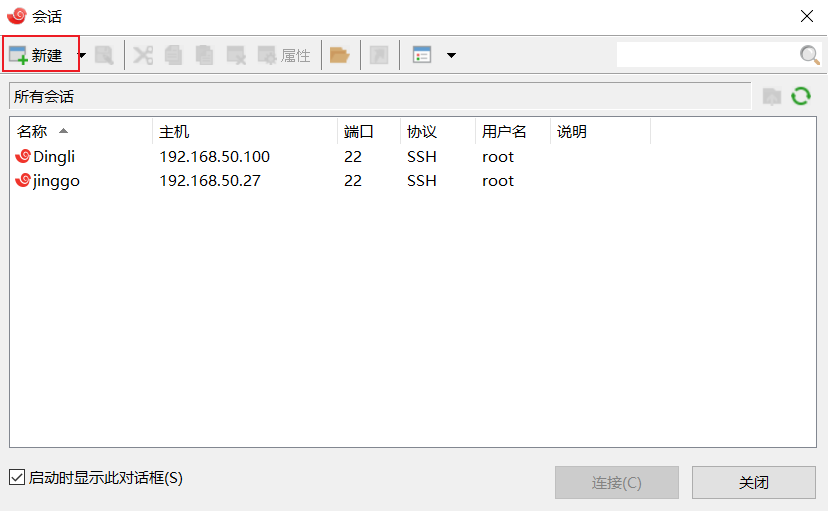 会话
新建 属性
所有会话
名称 主机 端口 协议 用户名 说明
Dingli 192.168.50.100 22 SSH root
jinggo 192.168.50.27 22 SSH root
启动时显示此对话框(S) 连接(C) 关闭